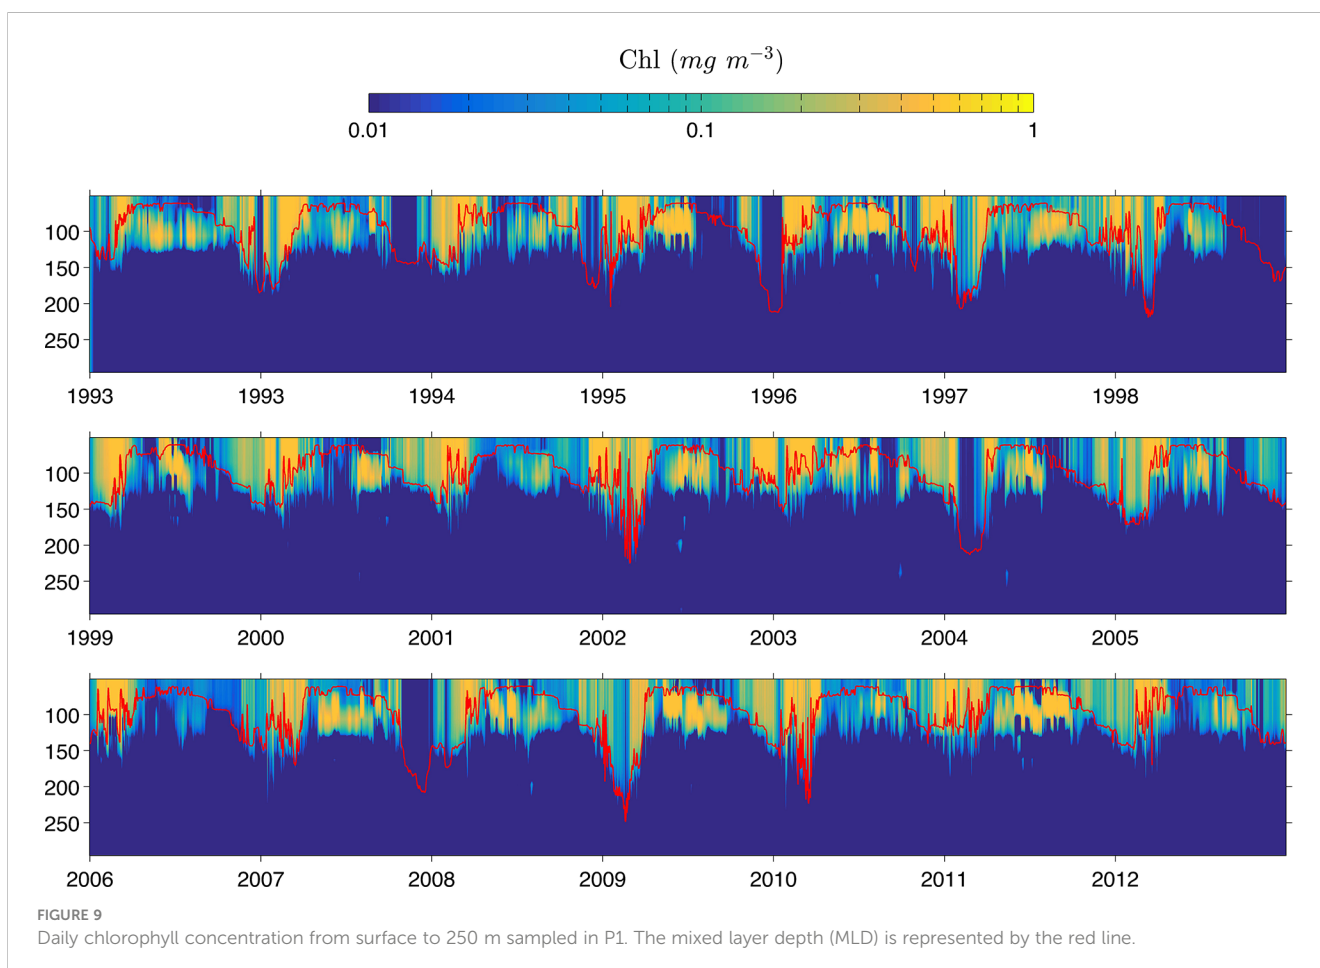 Chl (mg m⁻³)
0.01 0.1 1
100
150
200
250
1993 1993 1994 1995 1996 1997 1998
100
150
200
250
1999 2000 2001 2002 2003 2004 2005
100
150
200
250
2006 2007 2008 2009 2010 2011 2012
FIGURE 9
Daily chlorophyll concentration from surface to 250 m sampled in P1. The mixed layer depth (MLD) is represented by the red line.